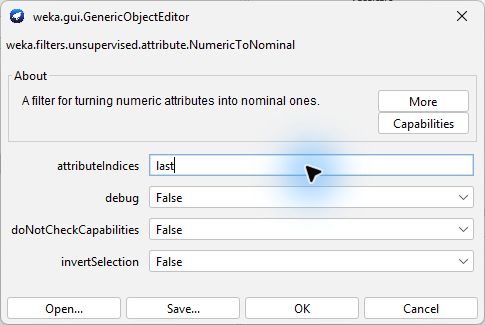 weka.gui.GenericObjectEditor
weka.filters.unsupervised.attribute.NumericToNominal
About
A filter for turning numeric attributes into nominal ones.
More
Capabilities
attributeIndices last
debug False
doNotCheckCapabilities False
invertSelection False
Open... Save... OK Cancel